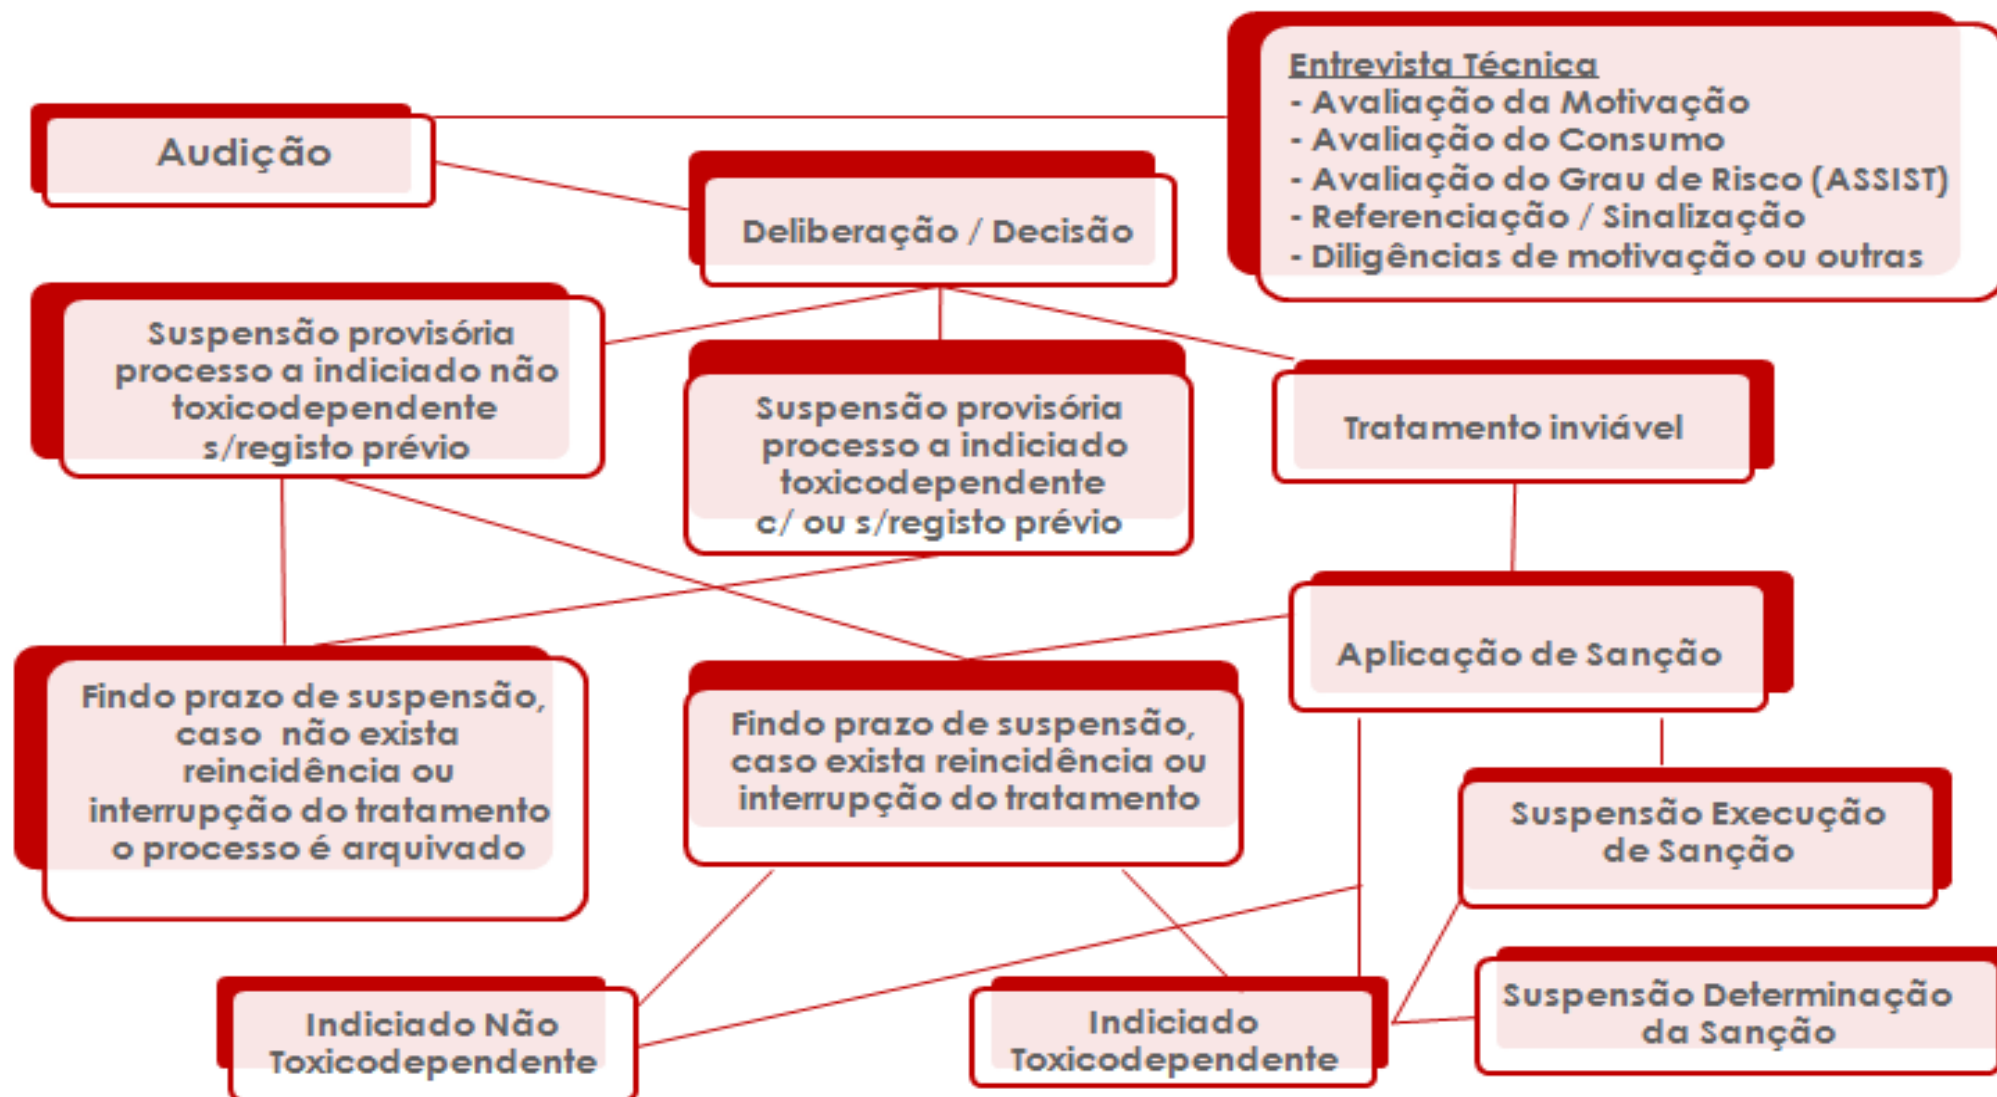 Audição
Entrevista Técnica
- Avaliação da Motivação
- Avaliação do Consumo
- Avaliação do Grau de Risco (ASSIST)
- Referenciação / Sinalização
- Diligências de motivação ou outras
Deliberação / Decisão
Suspensão provisória
processo a indiciado não
toxicodependente
s/registo prévio
Suspensão provisória
processo a indiciado
toxicodependente
c/ ou s/registo prévio
Tratamento inviável
Aplicação de Sanção
Findo prazo de suspensão,
caso não exista
reincidência ou
interrupção do tratamento
o processo é arquivado
Findo prazo de suspensão,
caso exista reincidência ou
interrupção do tratamento
Suspensão Execução
de Sanção
Indiciado Não
Toxicodependente
Indiciado
Toxicodependente
Suspensão Determinação
da Sanção